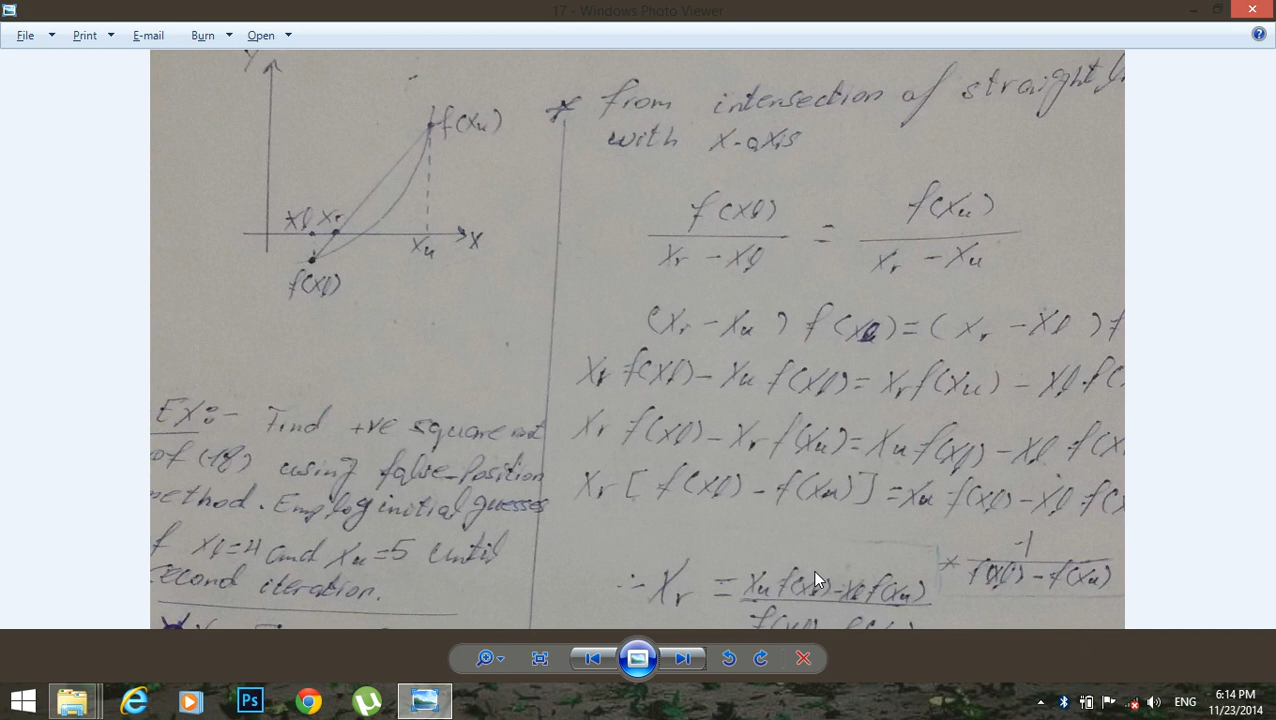 17 - Windows Photo Viewer
File Print E-mail Burn Open
Y
f(Xu)
Xl Xr
Xu
X
f(Xl)
EX:- Find +ve square root
of (18) using false-Position
method. Employ initial guesses
f Xl=4 and Xu=5 until
second iteration.
* from intersection of straight
with X-axis
f(Xl) / Xr - Xl = f(Xu) / Xr - Xu
(Xr - Xu) f(Xl) = (Xr - Xl) f
Xr f(Xl) - Xu f(Xl) = Xr f(Xu) - Xl . f(
Xr f(Xl) - Xr f(Xu) = Xu f(Xl) - Xl . f(X
Xr [f(Xl) - f(Xu)] = Xu . f(Xl) - Xl . f(X
* -1 / f(Xl) - f(Xu)
∴ Xr = Xu f(Xl) - Xl f(Xu)
Ps
ENG
6:14 PM
11/23/2014